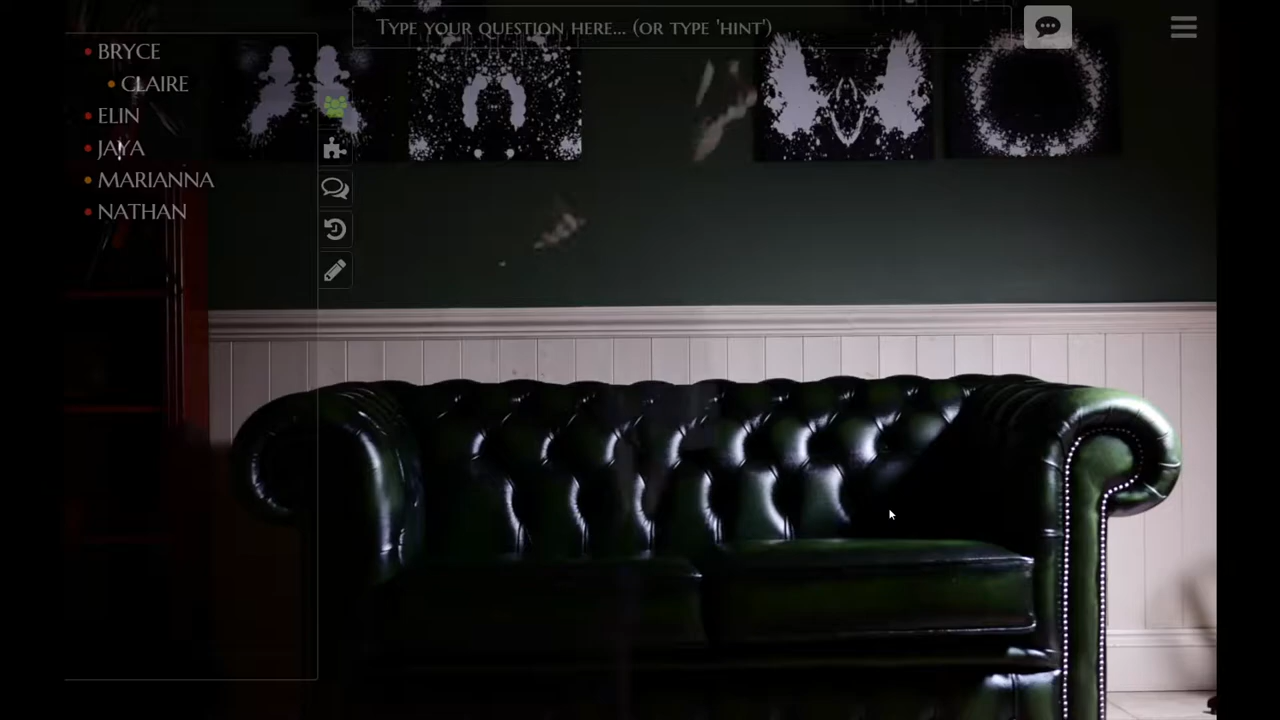 Type your question here... (or type 'hint')
BRYCE
CLAIRE
ELIN
JAYA
MARIANNA
NATHAN